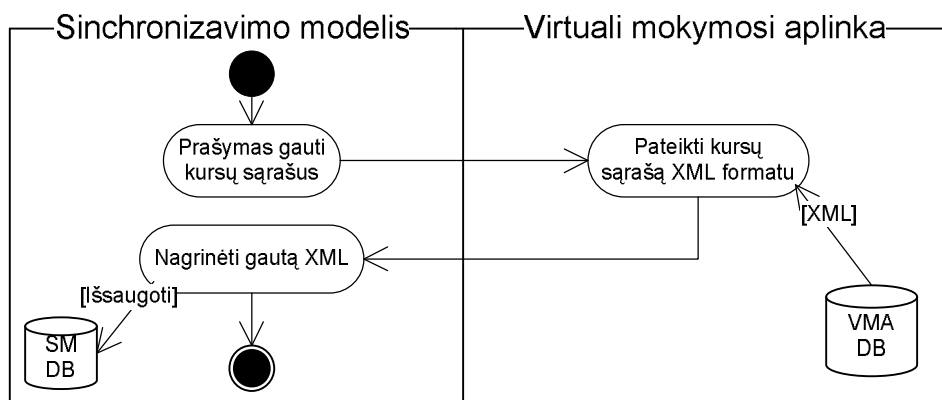 Sinchronizavimo modelis
Virtuali mokymosi aplinka
Prašymas gauti
kursų sąrašus
Pateikti kursų
sąrašą XML formatu
[XML]
Nagrinėti gautą XML
[Išsaugoti]
SM
DB
VMA
DB